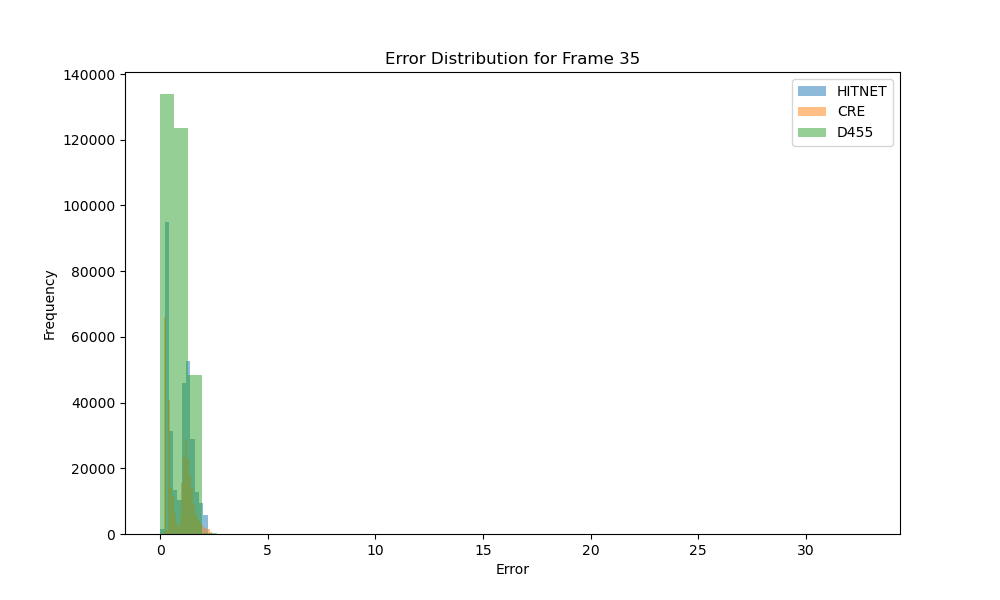 Error Distribution for Frame 35
140000
120000
100000
80000
60000
40000
20000
0
Frequency
HITNET
CRE
D455
0 5 10 15 20 25 30
Error